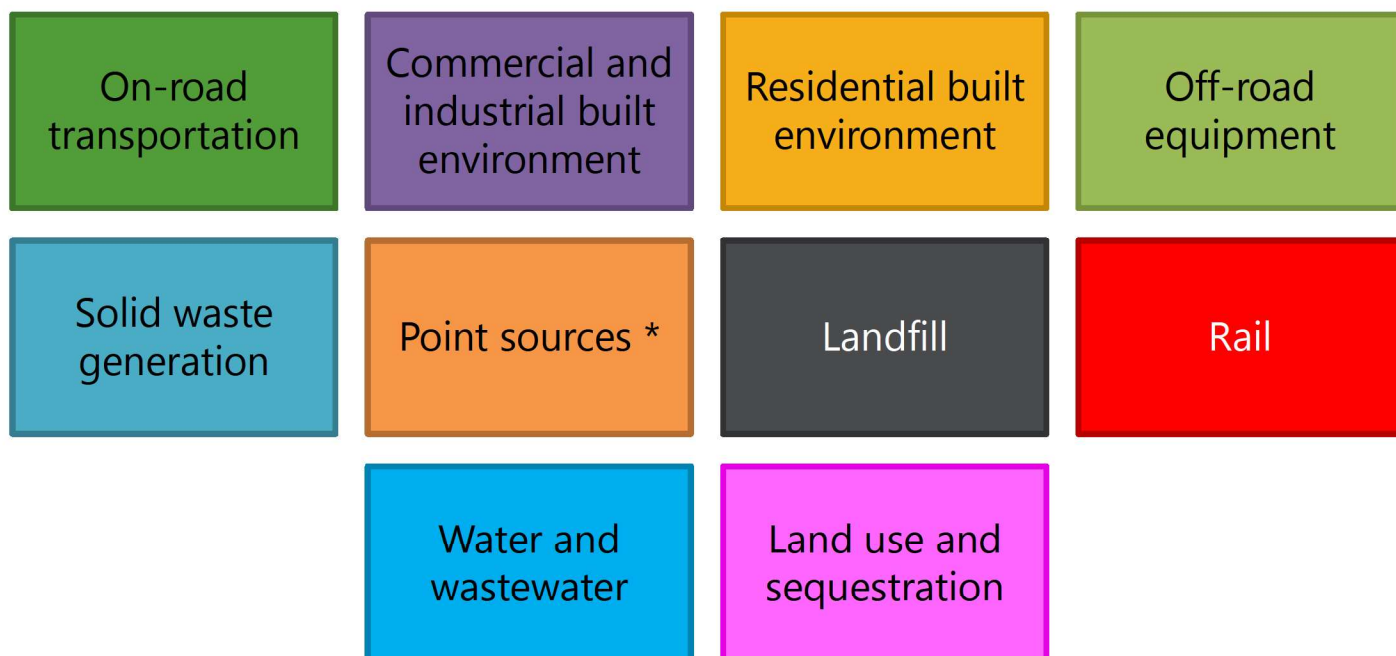 On-road
transportation
Commercial and
industrial built
environment
Residential built
environment
Off-road
equipment
Solid waste
generation
Point sources *
Landfill
Rail
Water and
wastewater
Land use and
sequestration